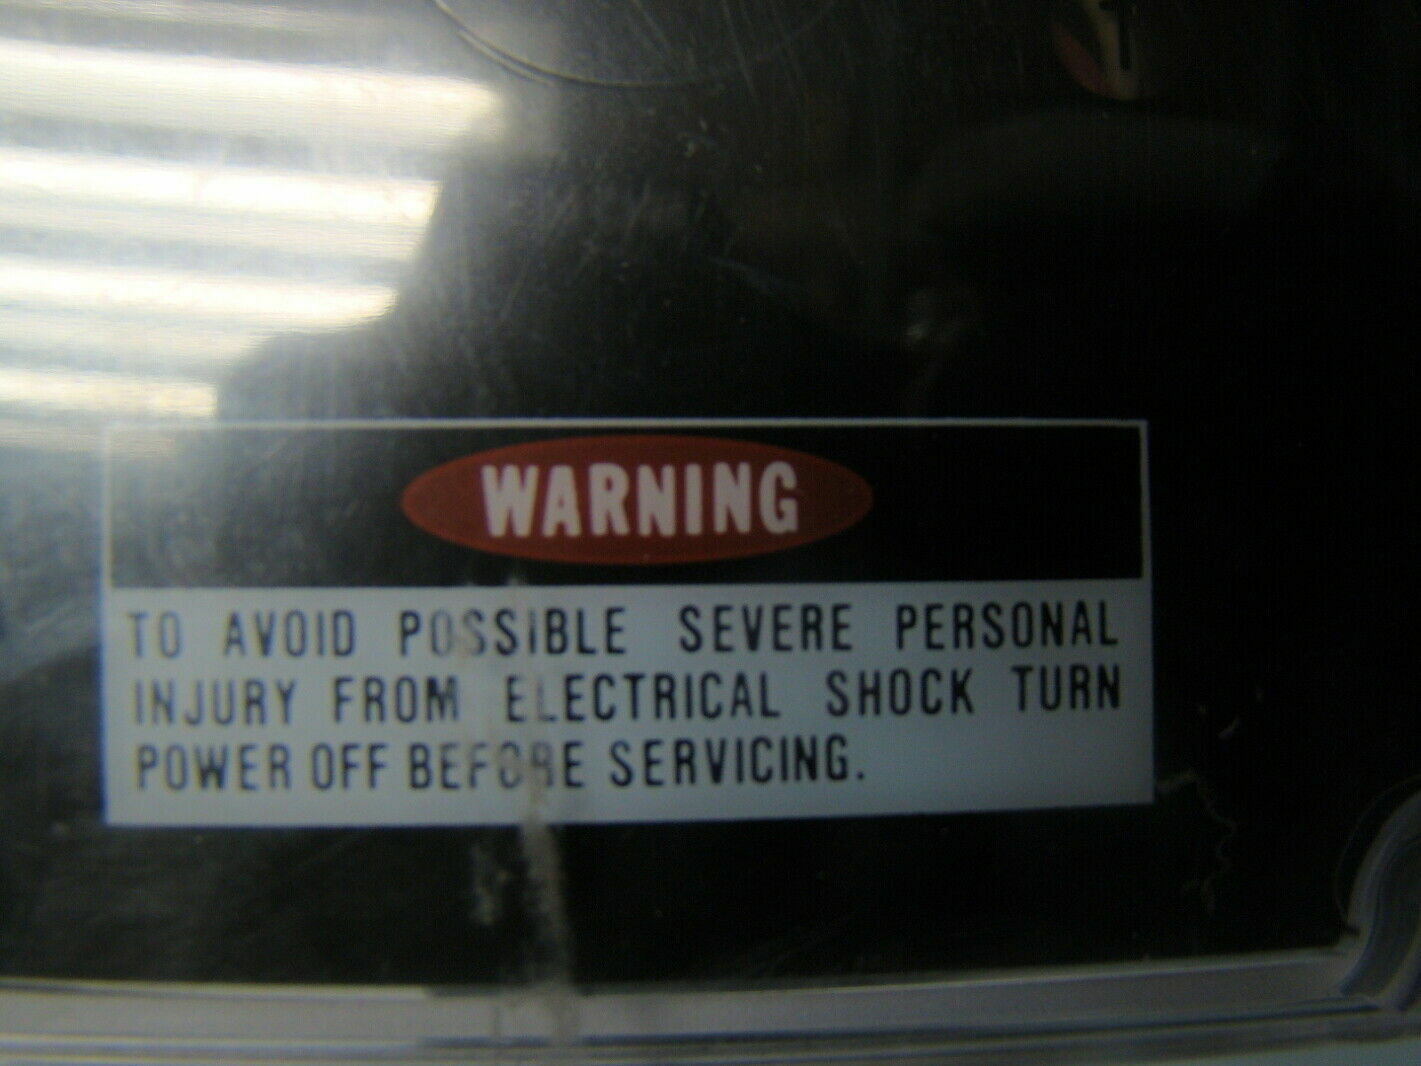 WARNING
TO AVOID POSSIBLE SEVERE PERSONAL
INJURY FROM ELECTRICAL SHOCK TURN
POWER OFF BEFORE SERVICING.